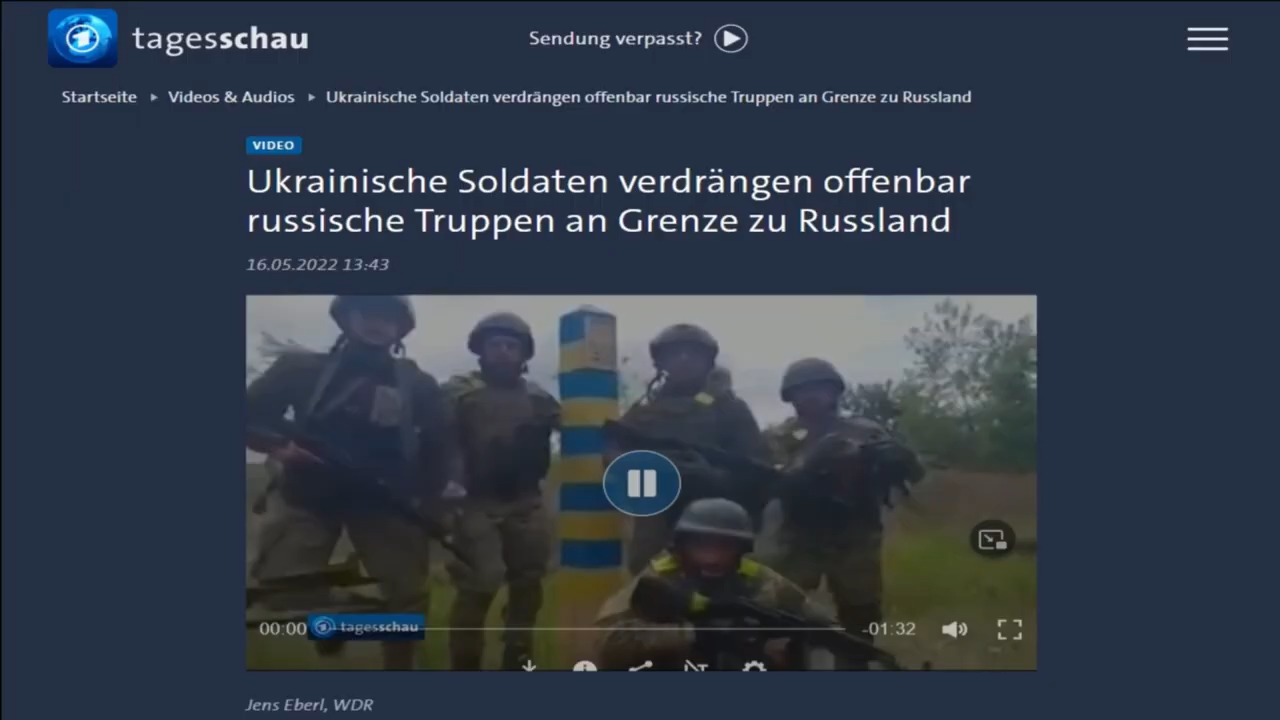 tagesschau
Sendung verpasst?
Startseite ▸ Videos & Audios ▸ Ukrainische Soldaten verdrängen offenbar russische Truppen an Grenze zu Russland
VIDEO
Ukrainische Soldaten verdrängen offenbar
russische Truppen an Grenze zu Russland
16.05.2022 13:43
00:00
tagesschau
-01:32
Jens Eberl, WDR